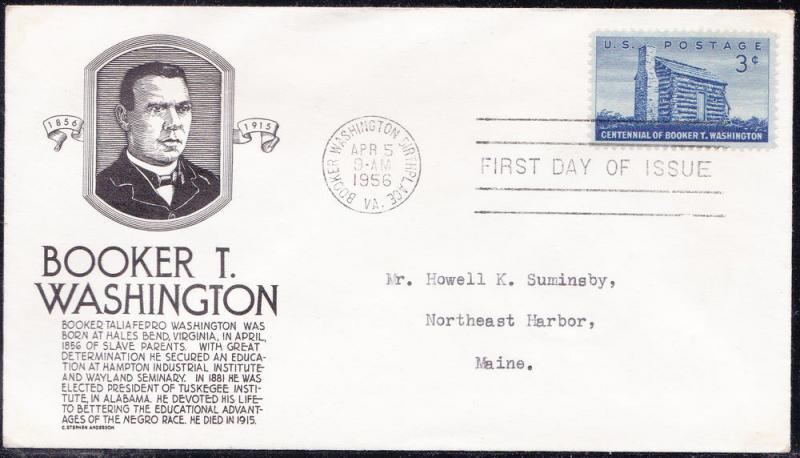 1856
1915
BOOKER T.
WASHINGTON
BOOKER TALIAFERRO WASHINGTON WAS
BORN AT HALES BEND, VIRGINIA, IN APRIL,
1856 OF SLAVE PARENTS. WITH GREAT
DETERMINATION HE SECURED AN EDUCA-
TION AT HAMPTON INDUSTRIAL INSTITUTE
AND WAYLAND SEMINARY. IN 1881 HE WAS
ELECTED PRESIDENT OF TUSKEGEE INSTI-
TUTE, IN ALABAMA. HE DEVOTED HIS LIFE
TO BETTERING THE EDUCATIONAL ADVANT-
AGES OF THE NEGRO RACE. HE DIED IN 1915.
C. STEPHEN ANDERSON
BOOKER WASHINGTON BIRTHPLACE,
APR 5
9-AM
1956
VA.
U.S. POSTAGE
3¢
CENTENNIAL OF BOOKER T. WASHINGTON
FIRST DAY OF ISSUE
Mr. Howell K. Suminsby,
Northeast Harbor,
Maine.